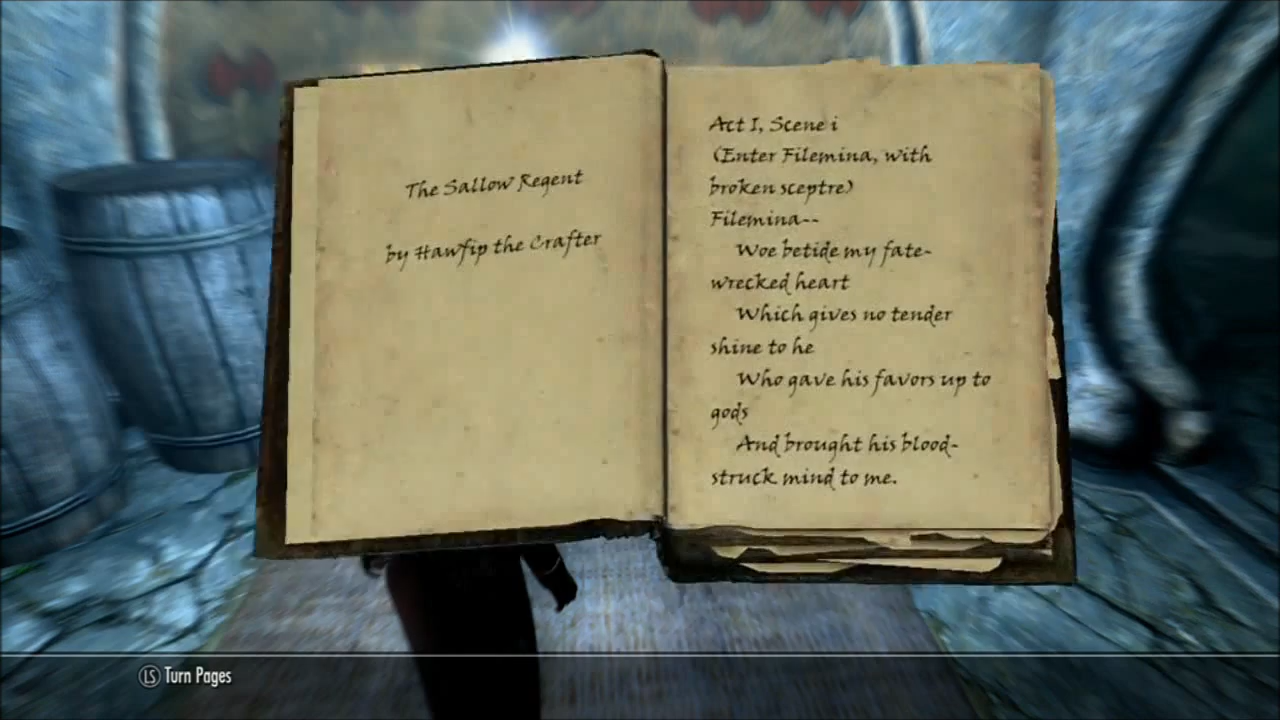 The Sallow Regent
by Hawfip the Crafter
Act I, Scene i
(Enter Filemina, with
broken sceptre)
Filemina--
Woe betide my fate-
wrecked heart
Which gives no tender
shine to he
Who gave his favors up to
gods
And brought his blood-
struck mind to me.
LS Turn Pages